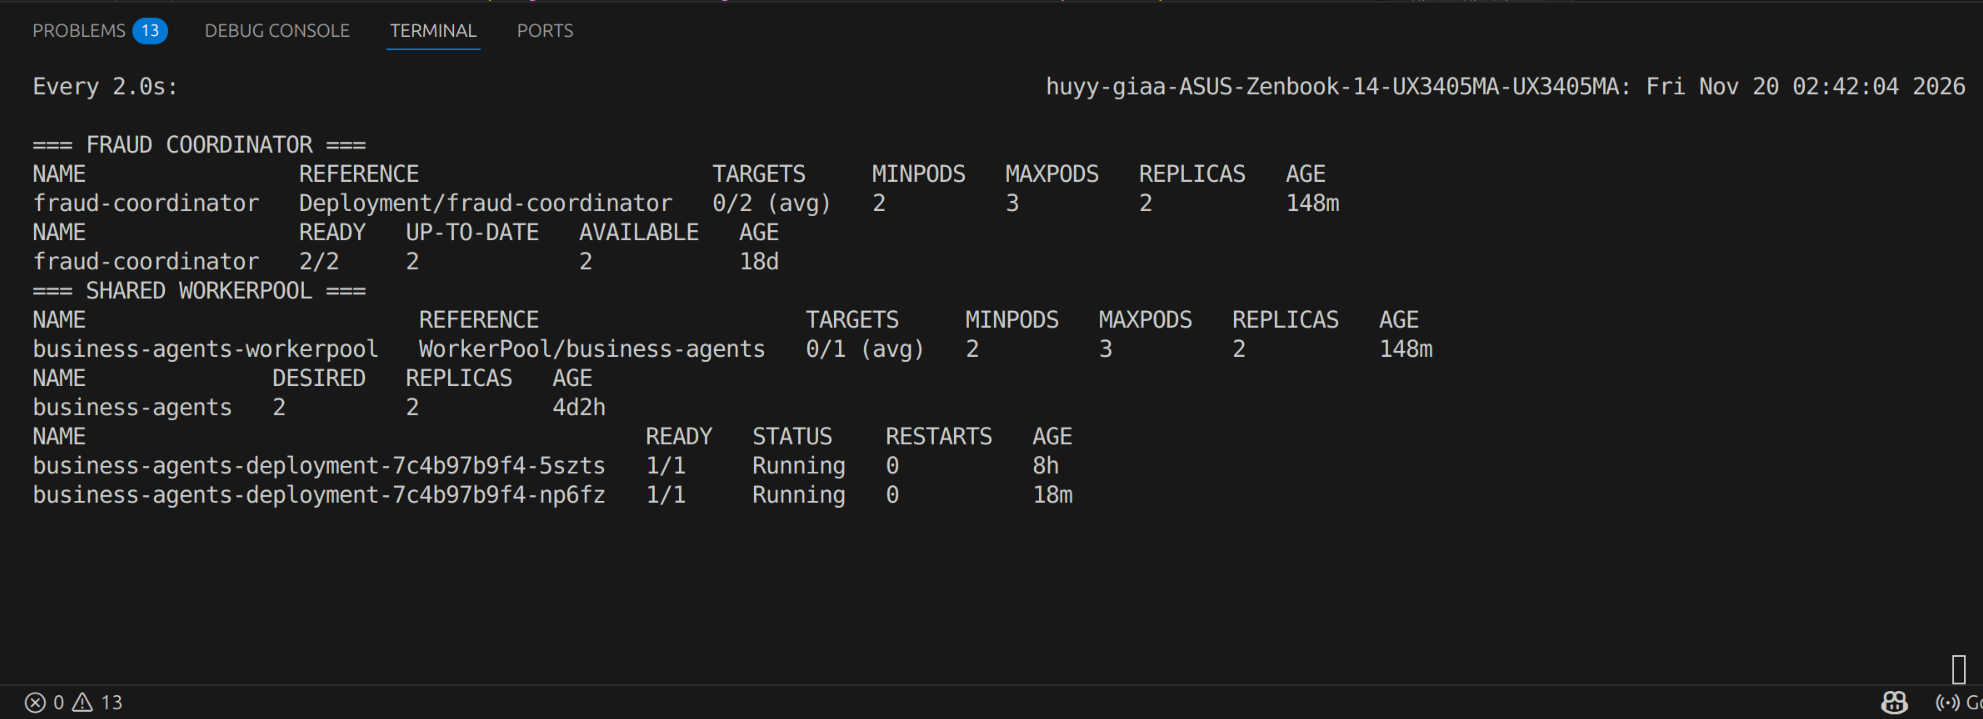 PROBLEMS 13 DEBUG CONSOLE TERMINAL PORTS
Every 2.0s: huyy-giaa-ASUS-Zenbook-14-UX3405MA-UX3405MA: Fri Nov 20 02:42:04 2026
=== FRAUD COORDINATOR ===
NAME REFERENCE TARGETS MINPODS MAXPODS REPLICAS AGE
fraud-coordinator Deployment/fraud-coordinator 0/2 (avg) 2 3 2 148m
NAME READY UP-TO-DATE AVAILABLE AGE
fraud-coordinator 2/2 2 2 18d
=== SHARED WORKERPOOL ===
NAME REFERENCE TARGETS MINPODS MAXPODS REPLICAS AGE
business-agents-workerpool WorkerPool/business-agents 0/1 (avg) 2 3 2 148m
NAME DESIRED REPLICAS AGE
business-agents 2 2 4d2h
NAME READY STATUS RESTARTS AGE
business-agents-deployment-7c4b97b9f4-5szts 1/1 Running 0 8h
business-agents-deployment-7c4b97b9f4-np6fz 1/1 Running 0 18m
0 13